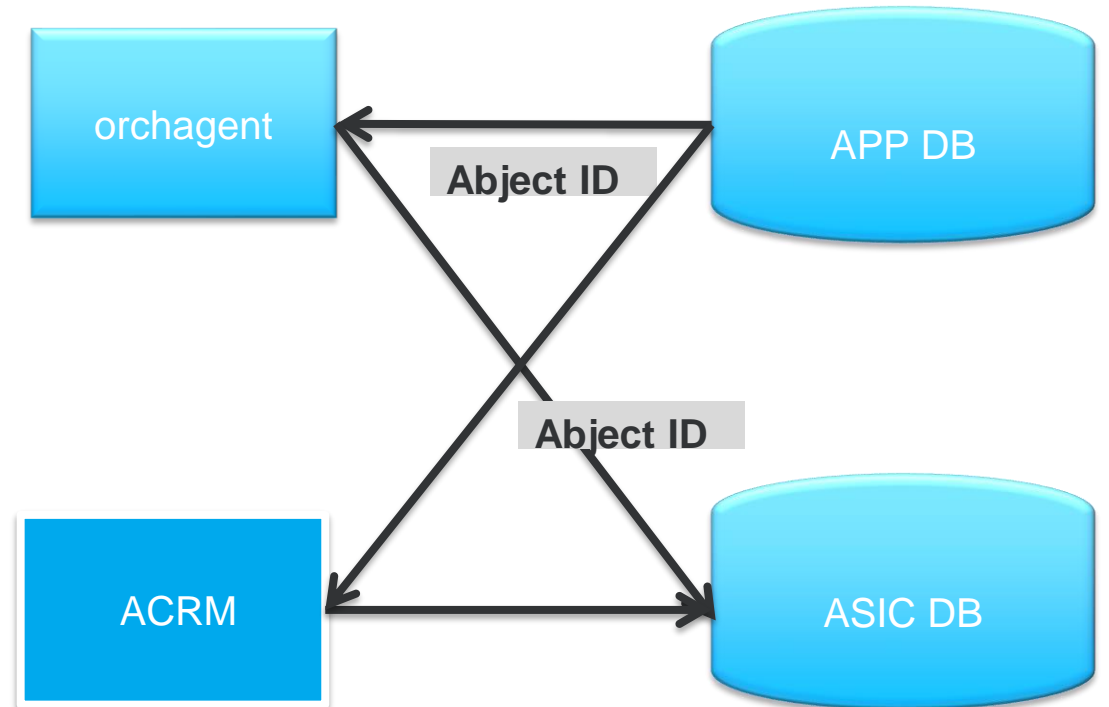 orchagent
APP DB
Abject ID
Abject ID
ACRM
ASIC DB